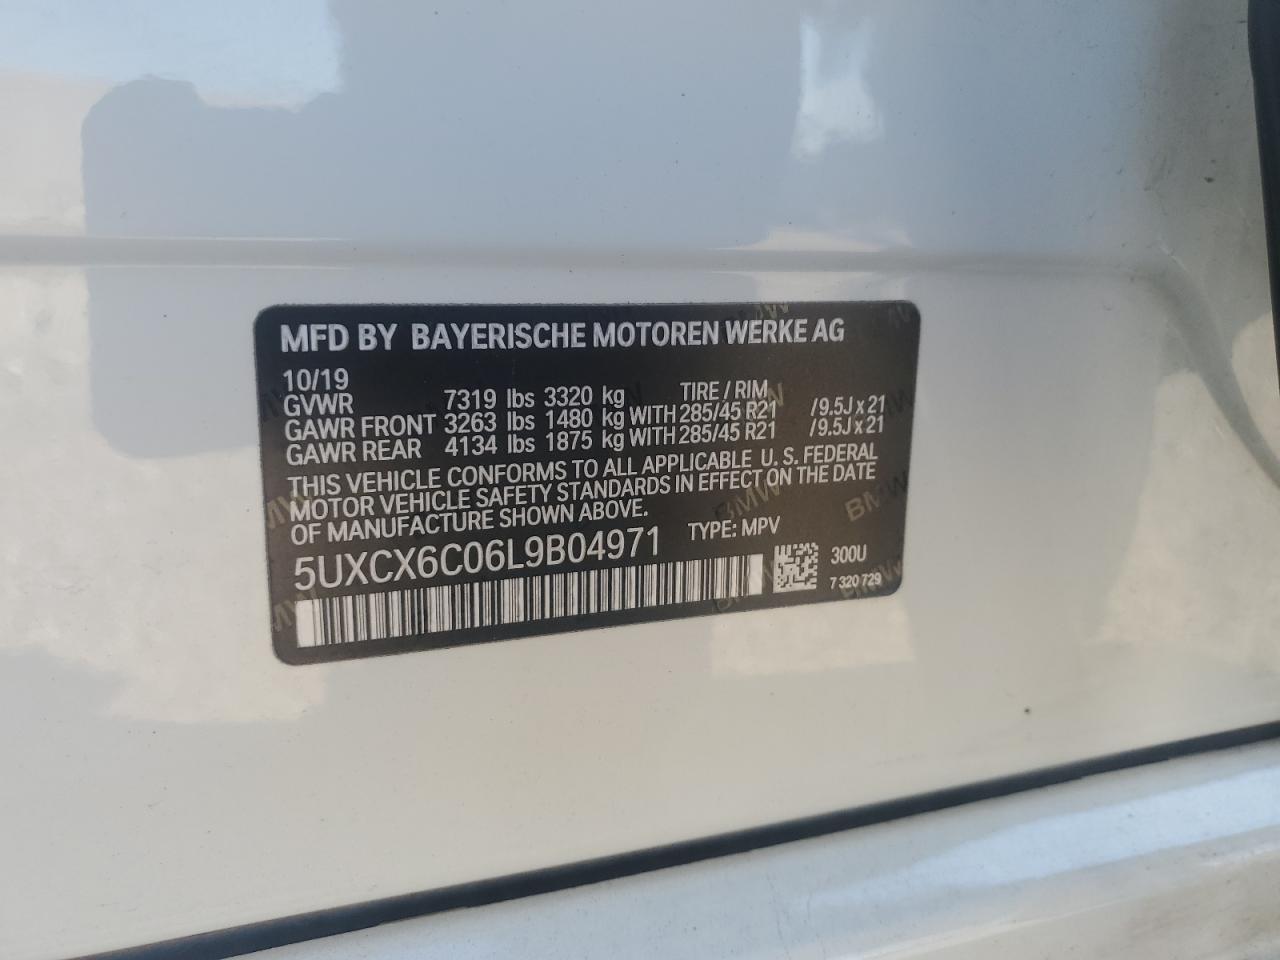 MFD BY BAYERISCHE MOTOREN WERKE AG
10/19
GVWR 7319 lbs 3320 kg TIRE / RIM
GAWR FRONT 3263 lbs 1480 kg WITH 285/45 R21 /9.5J x 21
GAWR REAR 4134 lbs 1875 kg WITH 285/45 R21 /9.5J x 21
THIS VEHICLE CONFORMS TO ALL APPLICABLE U. S. FEDERAL
MOTOR VEHICLE SAFETY STANDARDS IN EFFECT ON THE DATE
OF MANUFACTURE SHOWN ABOVE.
5UXCX6C06L9B04971 TYPE: MPV
300U
7 320 729